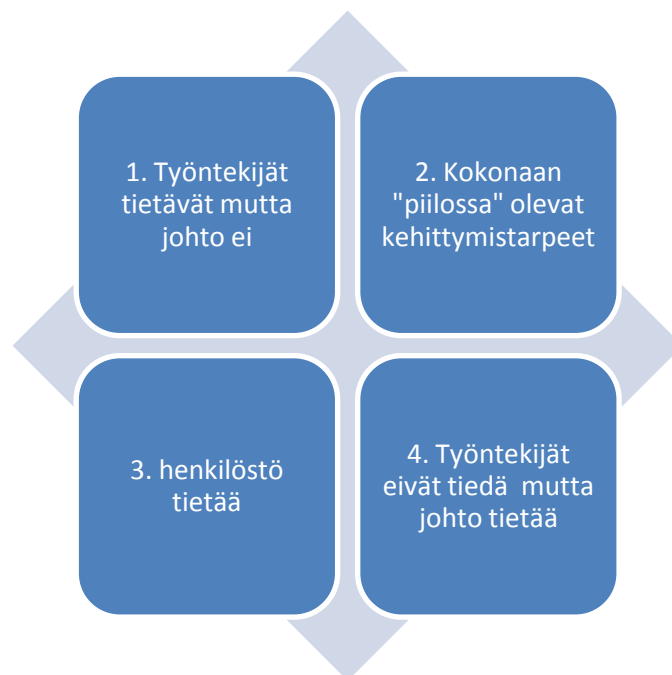 1. Työntekijät
tietävät mutta
johto ei
2. Kokonaan
"piilossa" olevat
kehittymistarpeet
3. henkilöstö
tietää
4. Työntekijät
eivät tiedä  mutta
johto tietää